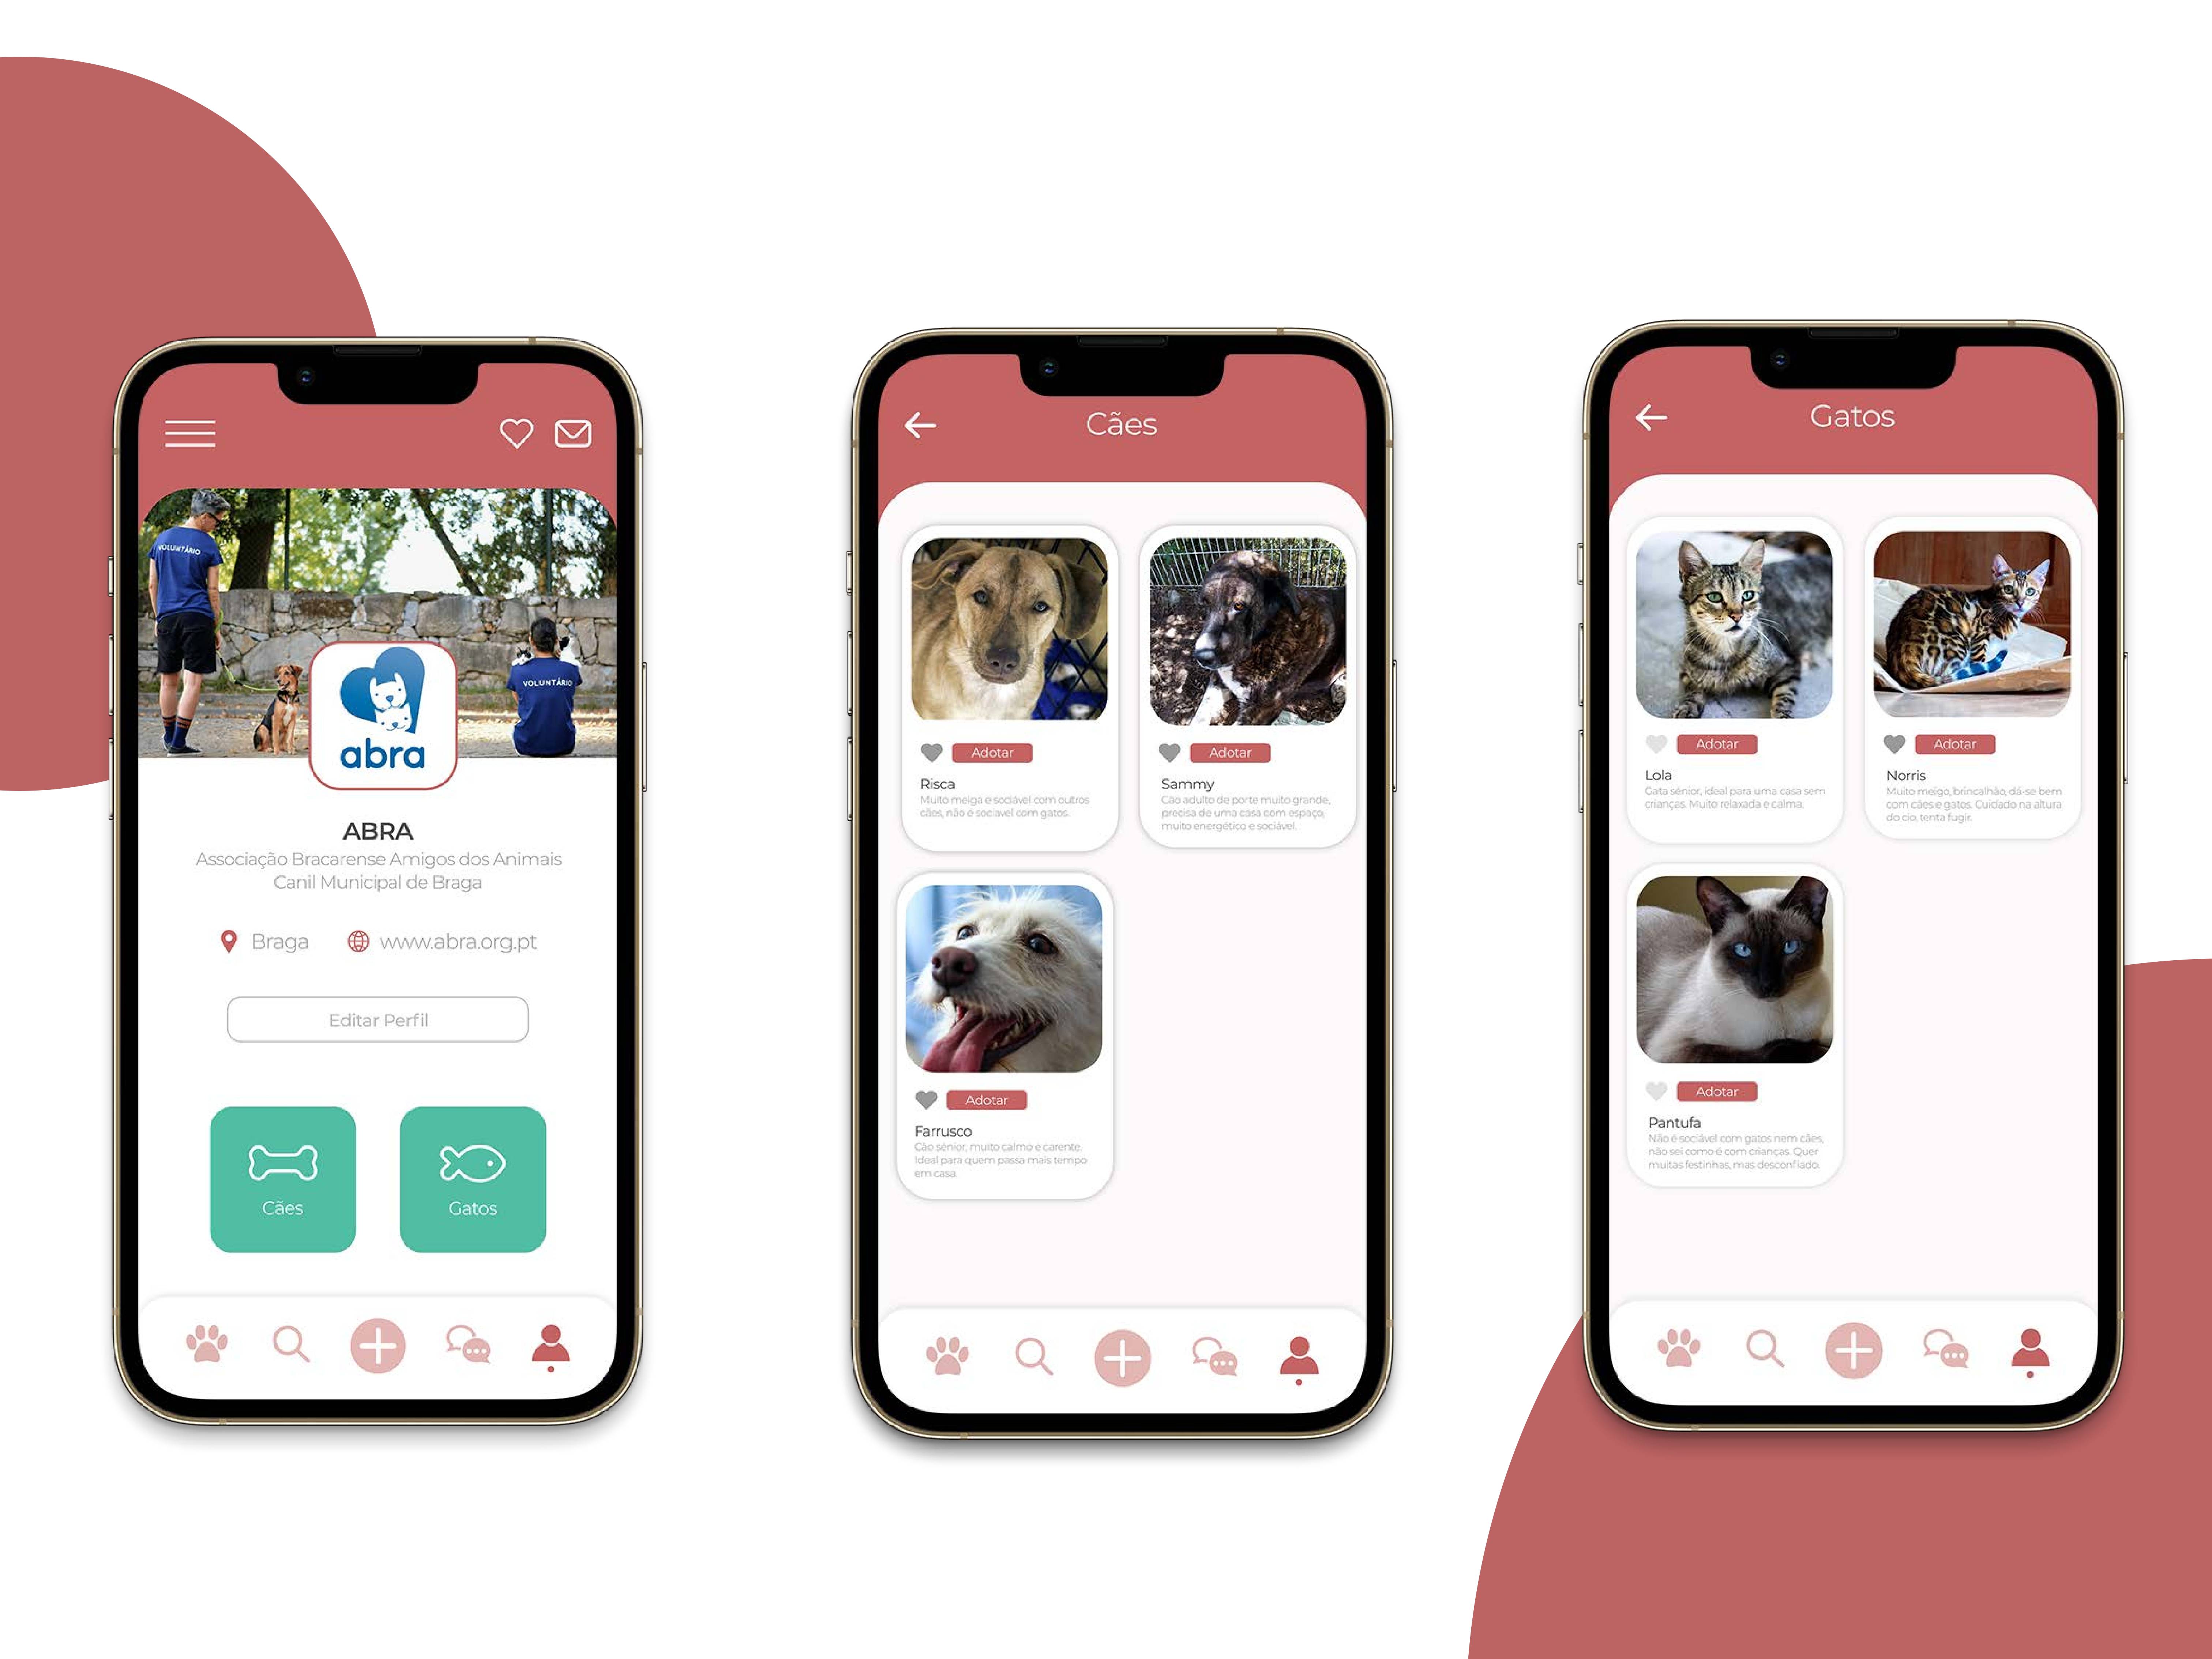 VOLUNTÁRIO
VOLUNTÁRIO
abra
ABRA
Associação Bracarense Amigos dos Animais
Canil Municipal de Braga
Braga
www.abra.org.pt
Editar Perfil
Cães
Gatos
Cães
Adotar
Risca
Muito meiga e sociável com outros
cães, não é sociavel com gatos.
Adotar
Sammy
Cão adulto de porte muito grande,
precisa de uma casa com espaço,
muito energético e sociável.
Adotar
Farrusco
Cão sénior, muito calmo e carente.
Ideal para quem passa mais tempo
em casa.
Gatos
Adotar
Lola
Gata sénior, ideal para uma casa sem
crianças. Muito relaxada e calma.
Adotar
Norris
Muito meigo, brincalhão, dá-se bem
com cães e gatos. Cuidado na altura
do cio, tenta fugir.
Adotar
Pantufa
Não é sociável com gatos nem cães,
não sei como é com crianças. Quer
muitas festinhas, mas desconfiado.